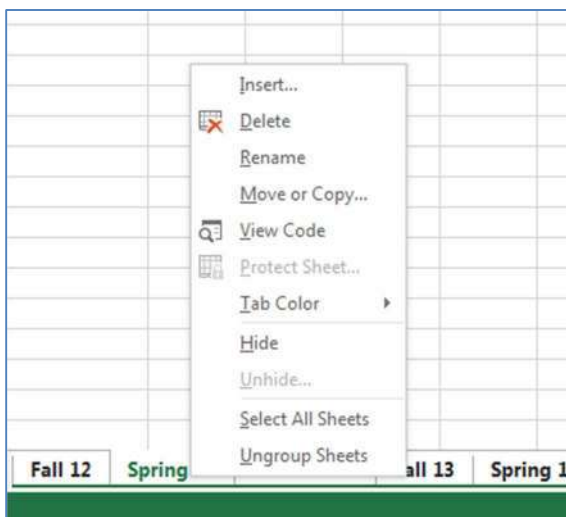 Insert...
Delete
Rename
Move or Copy...
View Code
Protect Sheet...
Tab Color
Hide
Unhide...
Select All Sheets
Ungroup Sheets
Fall 12 Spring all 13 Spring 1